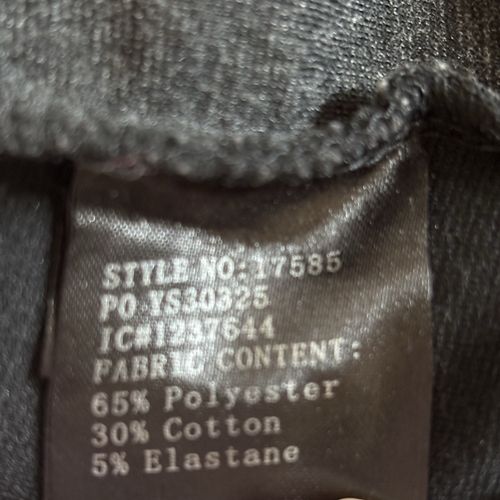 STYLE NO:17585
PO YS30325
IC#1237644
FABRIC CONTENT:
65% Polyester
30% Cotton
5% Elastane